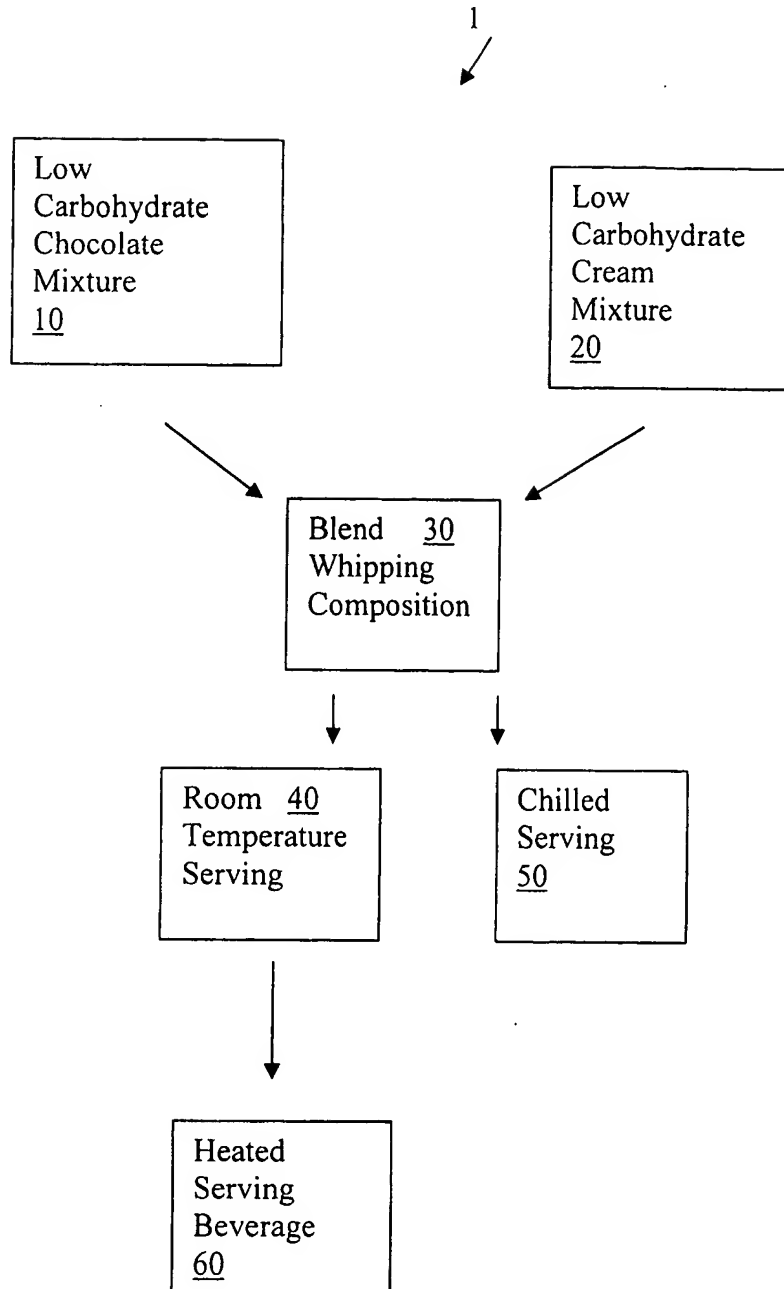 1
Low
Carbohydrate
Chocolate
Mixture
10
Low
Carbohydrate
Cream
Mixture
20
Blend 30
Whipping
Composition
Room 40
Temperature
Serving
Chilled
Serving
50
Heated
Serving
Beverage
60